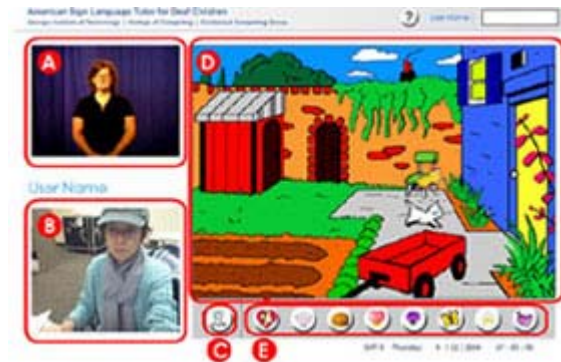 American Sign Language Tutor for Deaf Children
Georgia Institute of Technology | College of Computing | Contextual Computing Group
?
User Name
A
D
User Name
B
C
E
Thursday